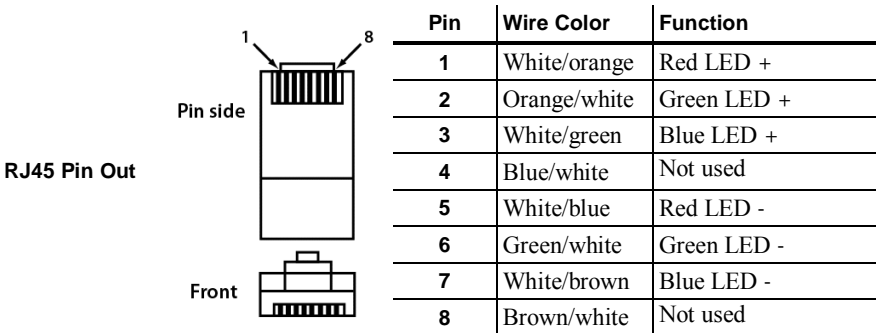 RJ45 Pin Out
1
8
Pin side
Front
Pin Wire Color Function
1 White/orange Red LED +
2 Orange/white Green LED +
3 White/green Blue LED +
4 Blue/white Not used
5 White/blue Red LED -
6 Green/white Green LED -
7 White/brown Blue LED -
8 Brown/white Not used